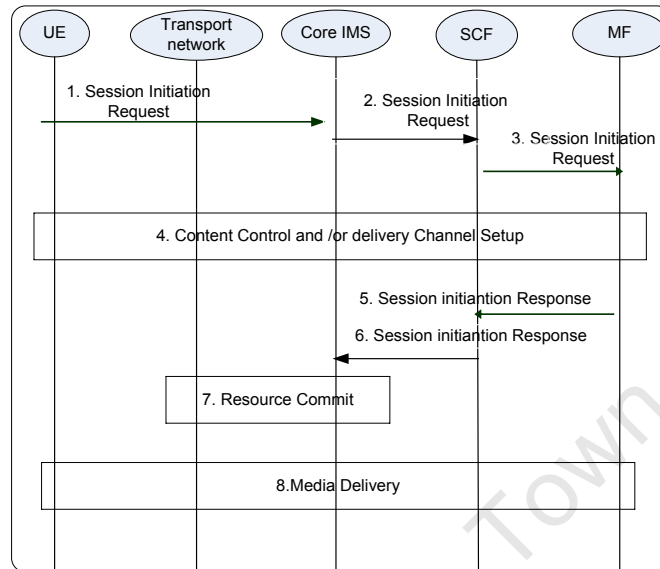 UE
Transport
network
Core IMS
SCF
MF
1. Session Initiation
Request
2. Session Initiation
Request
3. Session Initiation
Request
4. Content Control and /or delivery Channel Setup
5. Session initiantion Response
6. Session initiantion Response
7. Resource Commit
8.Media Delivery
Town